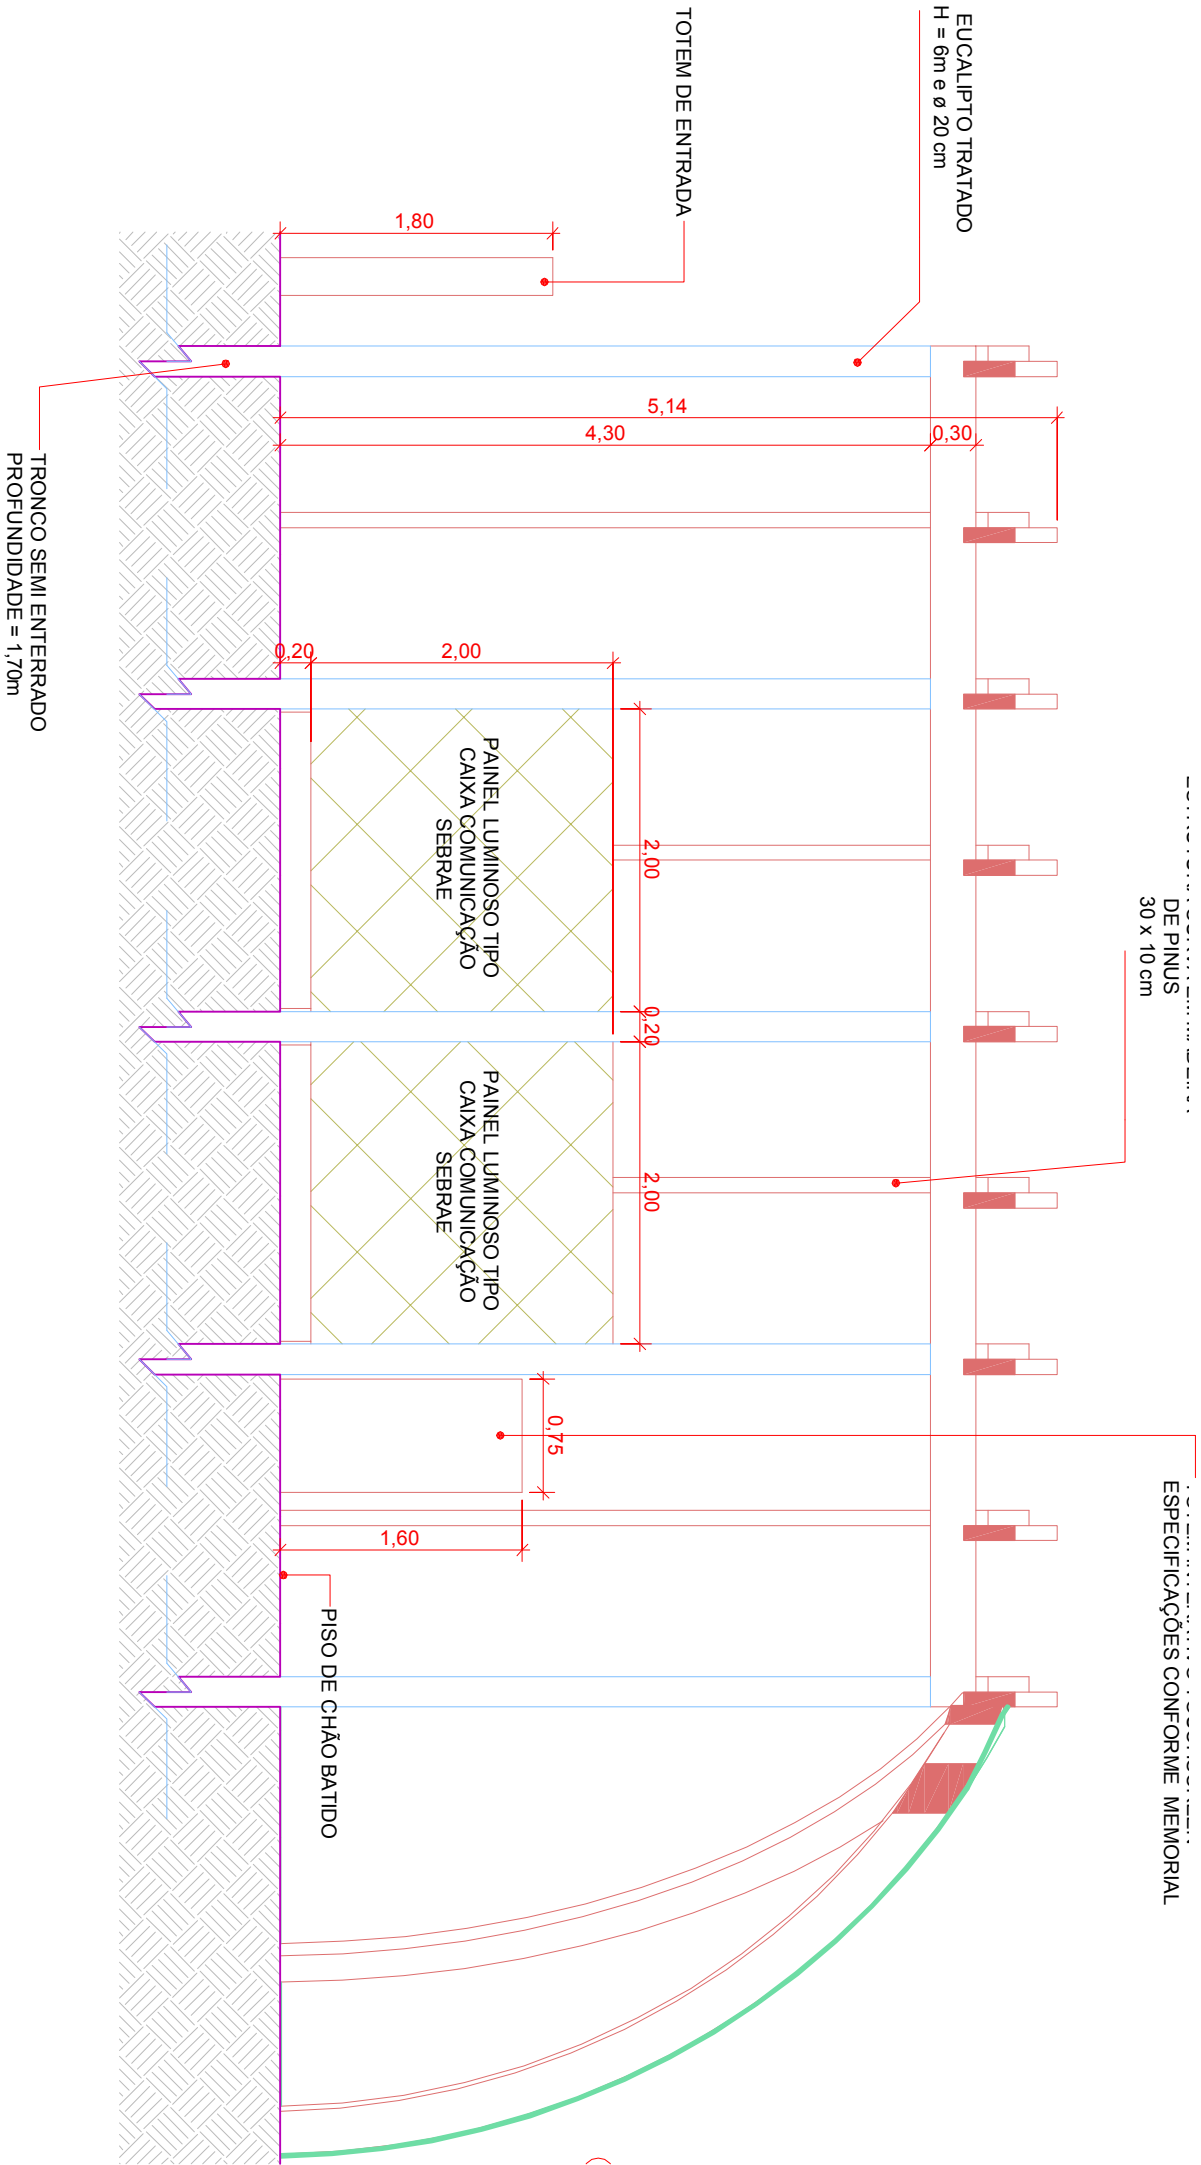 EUCALIPTO TRATADO
H = 6m e ø 20 cm
TOTEM DE ENTRADA
1,80
5,14
4,30
0,30
TRONCO SEMI ENTERRADO
PROFUNDIDADE = 1,70m
0,20
2,00
PAINEL LUMINOSO TIPO
CAIXA COMUNICAÇÃO
SEBRAE
2,00
0,20
DE PINUS
30 x 10 cm
PAINEL LUMINOSO TIPO
CAIXA COMUNICAÇÃO
SEBRAE
2,00
0,75
1,60
ESPECIFICAÇÕES CONFORME MEMORIAL
PISO DE CHÃO BATIDO